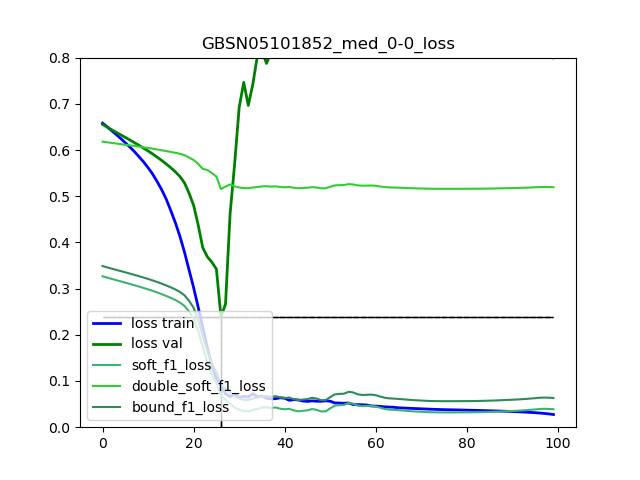 GBSN05101852_med_0-0_loss
0.8
0.7
0.6
0.5
0.4
0.3
0.2
0.1
0.0
loss train
loss val
soft_f1_loss
double_soft_f1_loss
bound_f1_loss
0 20 40 60 80 100